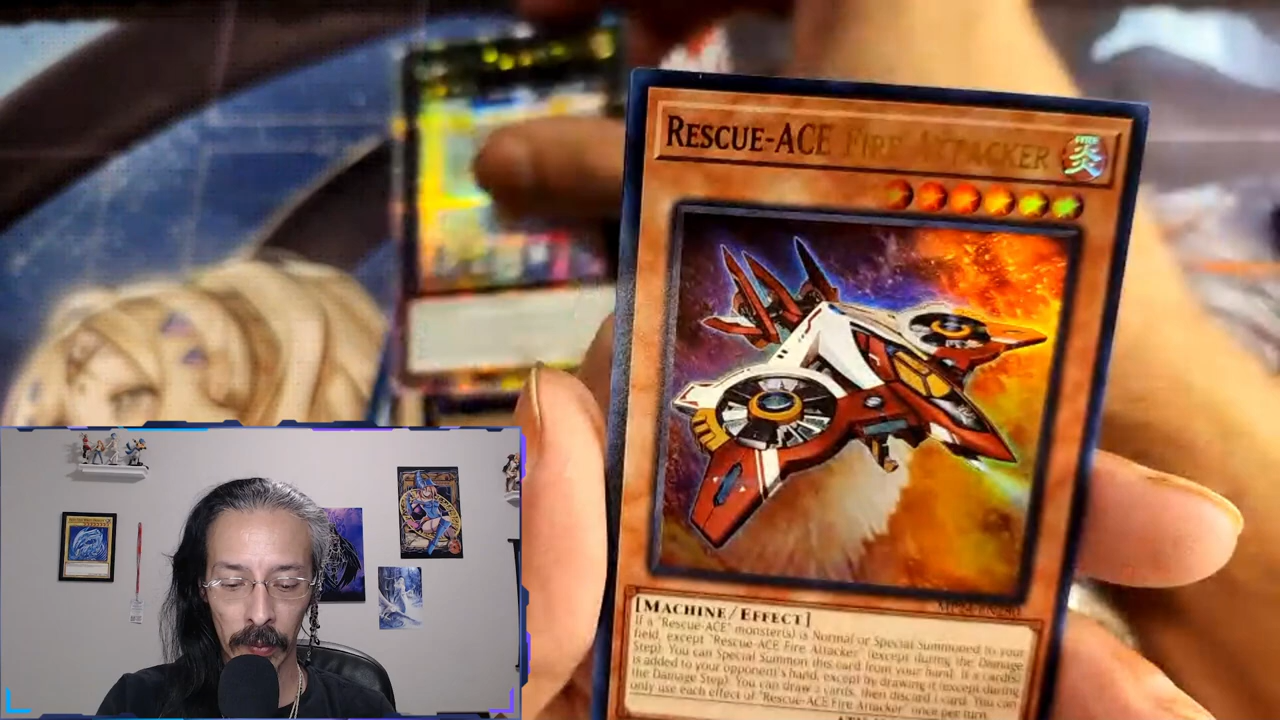 RESCUE-ACE FIRE ATTACKER
炎
[MACHINE/EFFECT]
If a "Rescue-ACE" monster(s) is Normal or Special Summoned to your
field, except "Rescue-ACE Fire Attacker" (except during the Damage
Step): You can Special Summon this card from your hand. If a card(s)
is added to your opponent's hand, except by drawing it (except during
the Damage Step): You can draw 2 cards, then discard 1 card. You can
only use each effect of "Rescue-ACE Fire Attacker" once per turn.